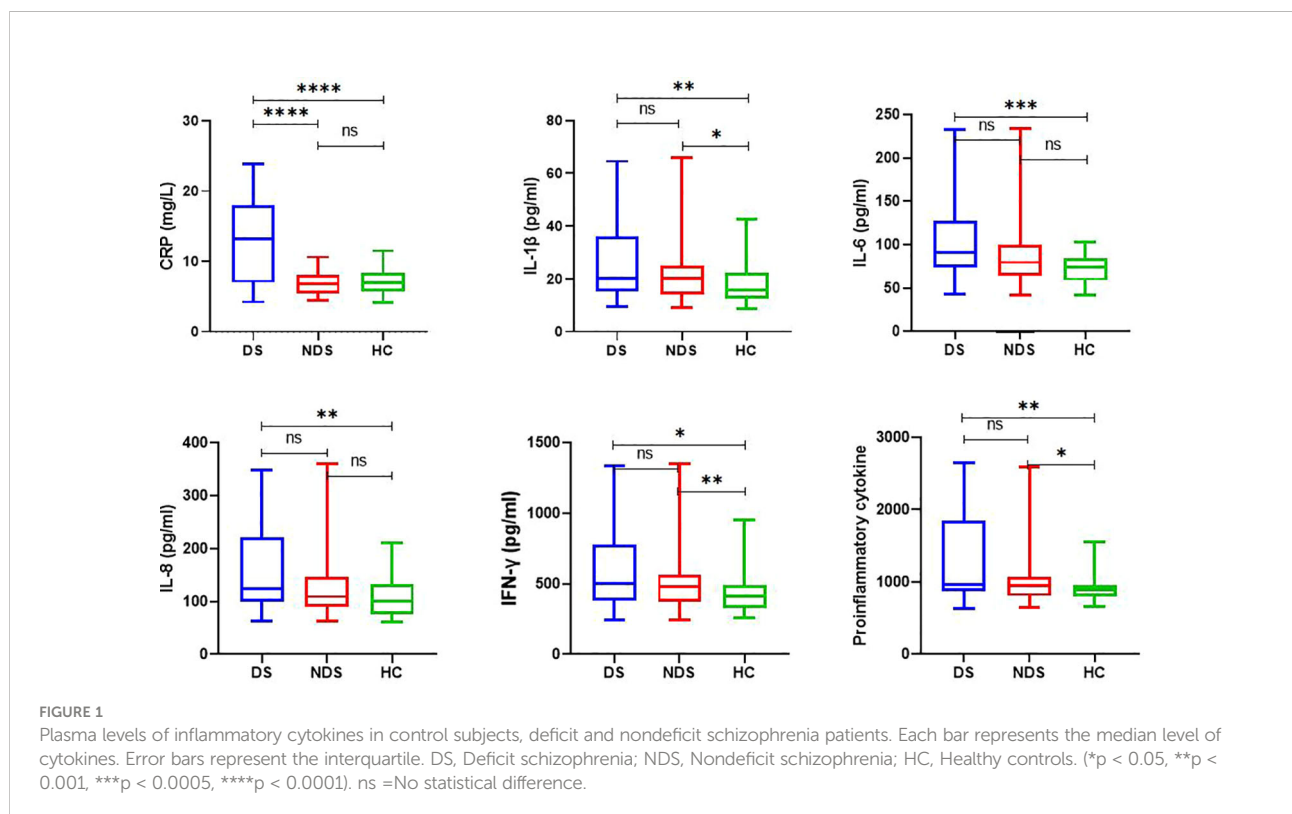 ****
****
ns
30
20
10
0
CRP (mg/L)
DS NDS HC
**
ns
*
80
60
40
20
0
IL-1β (pg/ml)
DS NDS HC
***
ns
ns
250
200
150
100
50
0
IL-6 (pg/ml)
DS NDS HC
**
ns
ns
400
300
200
100
0
IL-8 (pg/ml)
DS NDS HC
*
ns
**
1500
1000
500
0
IFN-γ (pg/ml)
DS NDS HC
**
ns
*
3000
2000
1000
0
Proinflammatory cytokine
DS NDS HC
FIGURE 1
Plasma levels of inflammatory cytokines in control subjects, deficit and nondeficit schizophrenia patients. Each bar represents the median level of
cytokines. Error bars represent the interquartile. DS, Deficit schizophrenia; NDS, Nondeficit schizophrenia; HC, Healthy controls. (*p < 0.05, **p <
0.001, ***p < 0.0005, ****p < 0.0001). ns =No statistical difference.